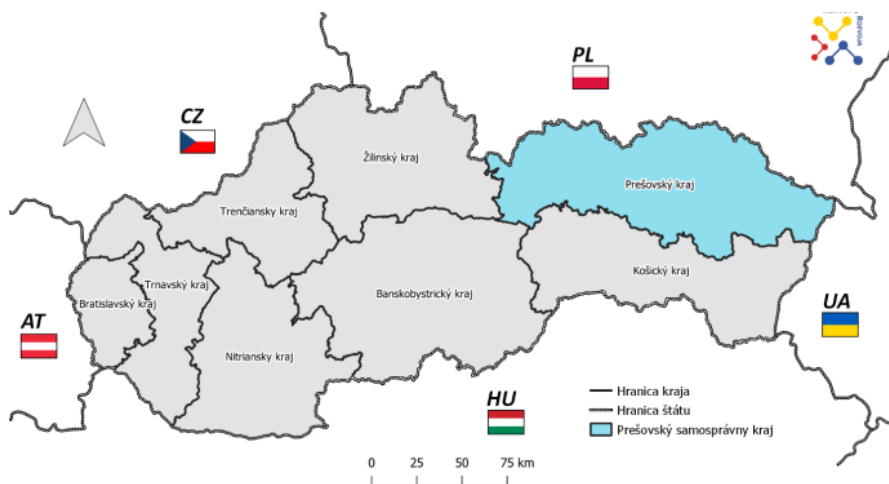 PL
CZ
Žilinský kraj
Prešovský kraj
Trenčiansky kraj
Košický kraj
Trnavský kraj
Bratislavský kraj
Banskobystrický kraj
UA
AT
Nitriansky kraj
HU
Hranica kraja
Hranica štátu
Prešovský samosprávny kraj
0 25 50 75 km